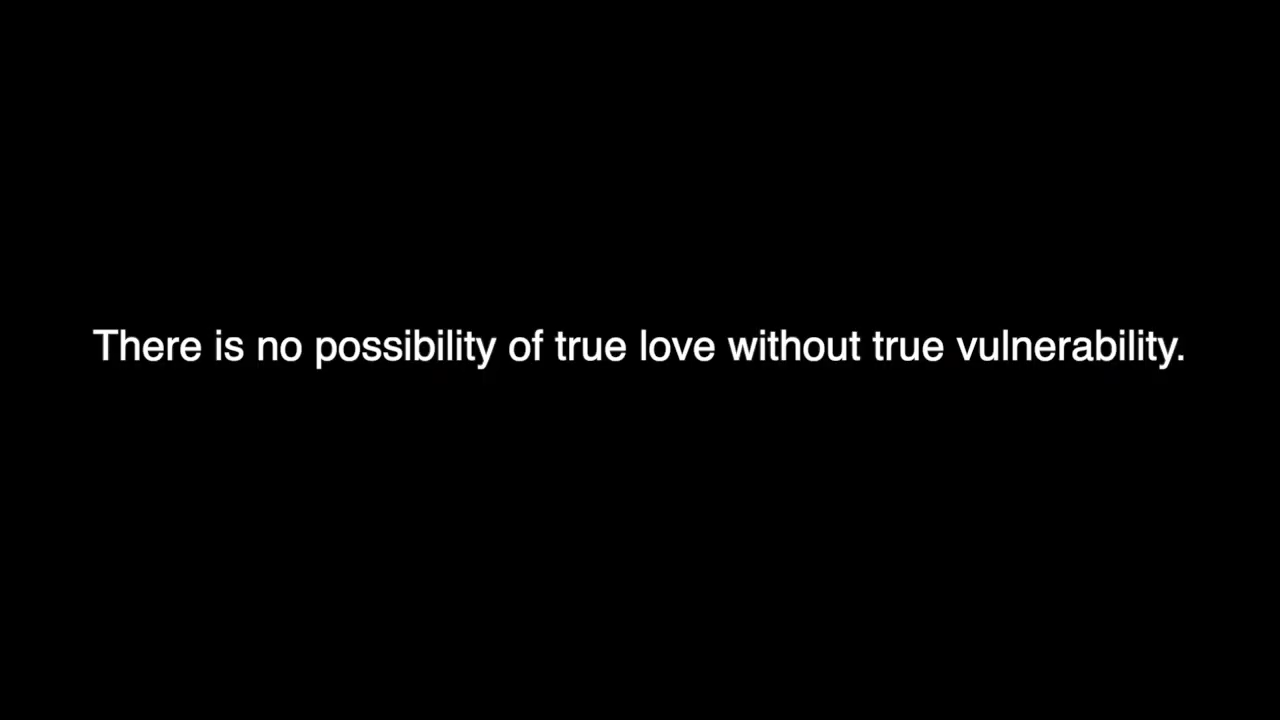 There is no possibility of true love without true vulnerability.